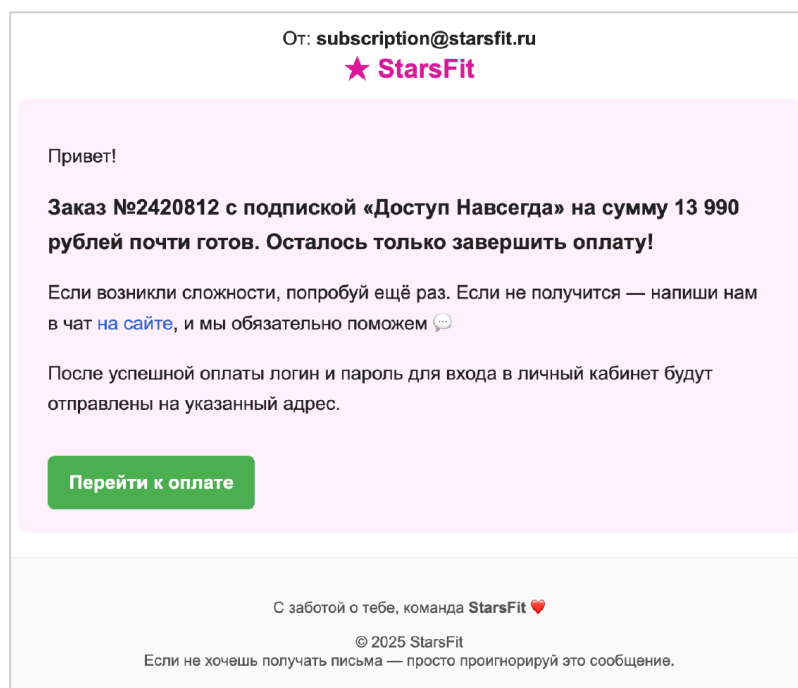 От: subscription@starsfit.ru
★ StarsFit
Привет!
Заказ №2420812 с подпиской «Доступ Навсегда» на сумму 13 990
рублей почти готов. Осталось только завершить оплату!
Если возникли сложности, попробуй ещё раз. Если не получится — напиши нам
в чат на сайте, и мы обязательно поможем 💬
После успешной оплаты логин и пароль для входа в личный кабинет будут
отправлены на указанный адрес.
Перейти к оплате
С заботой о тебе, команда StarsFit ❤️
© 2025 StarsFit
Если не хочешь получать письма — просто проигнорируй это сообщение.